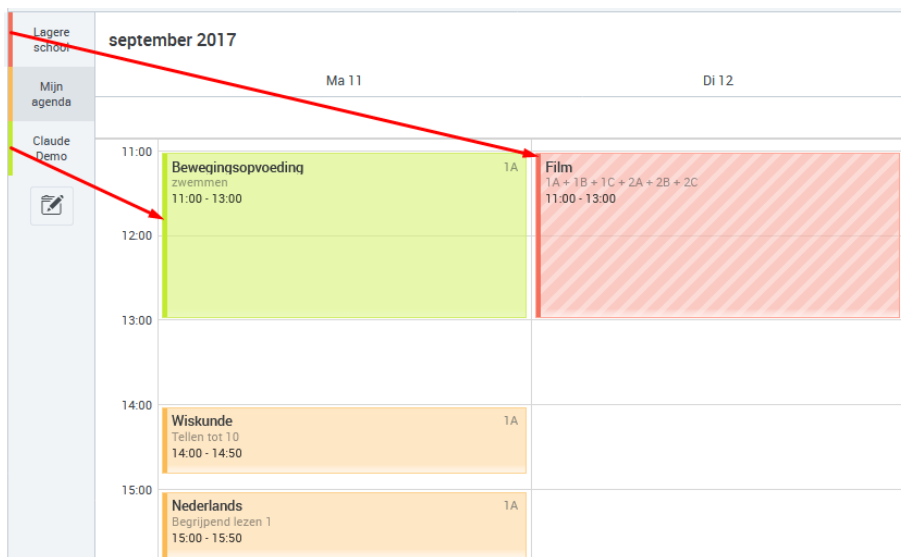 Lagere
school
Mijn
agenda
Claude
Demo
september 2017
Ma 11
Di 12
11:00
Bewegingsopvoeding
1A
zwemmen
11:00 - 13:00
Film
1A + 1B + 1C + 2A + 2B + 2C
11:00 - 13:00
12:00
13:00
14:00
Wiskunde
1A
Tellen tot 10
14:00 - 14:50
15:00
Nederlands
1A
Begrijpend lezen 1
15:00 - 15:50